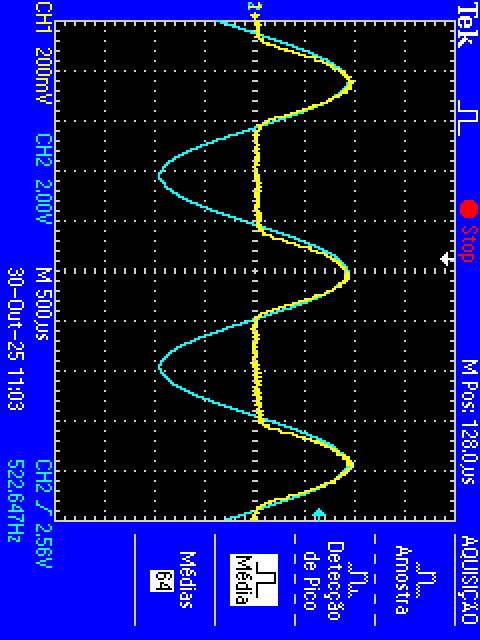 Tek Stop M Pos: 128.0µs AQUISIÇÃO
Amostra
Detecção
de Pico
Média
Médias
64
CH1 200mV CH2 2.00V M 500µs CH2 2.56V
30-Out-25 11:03 522.647Hz